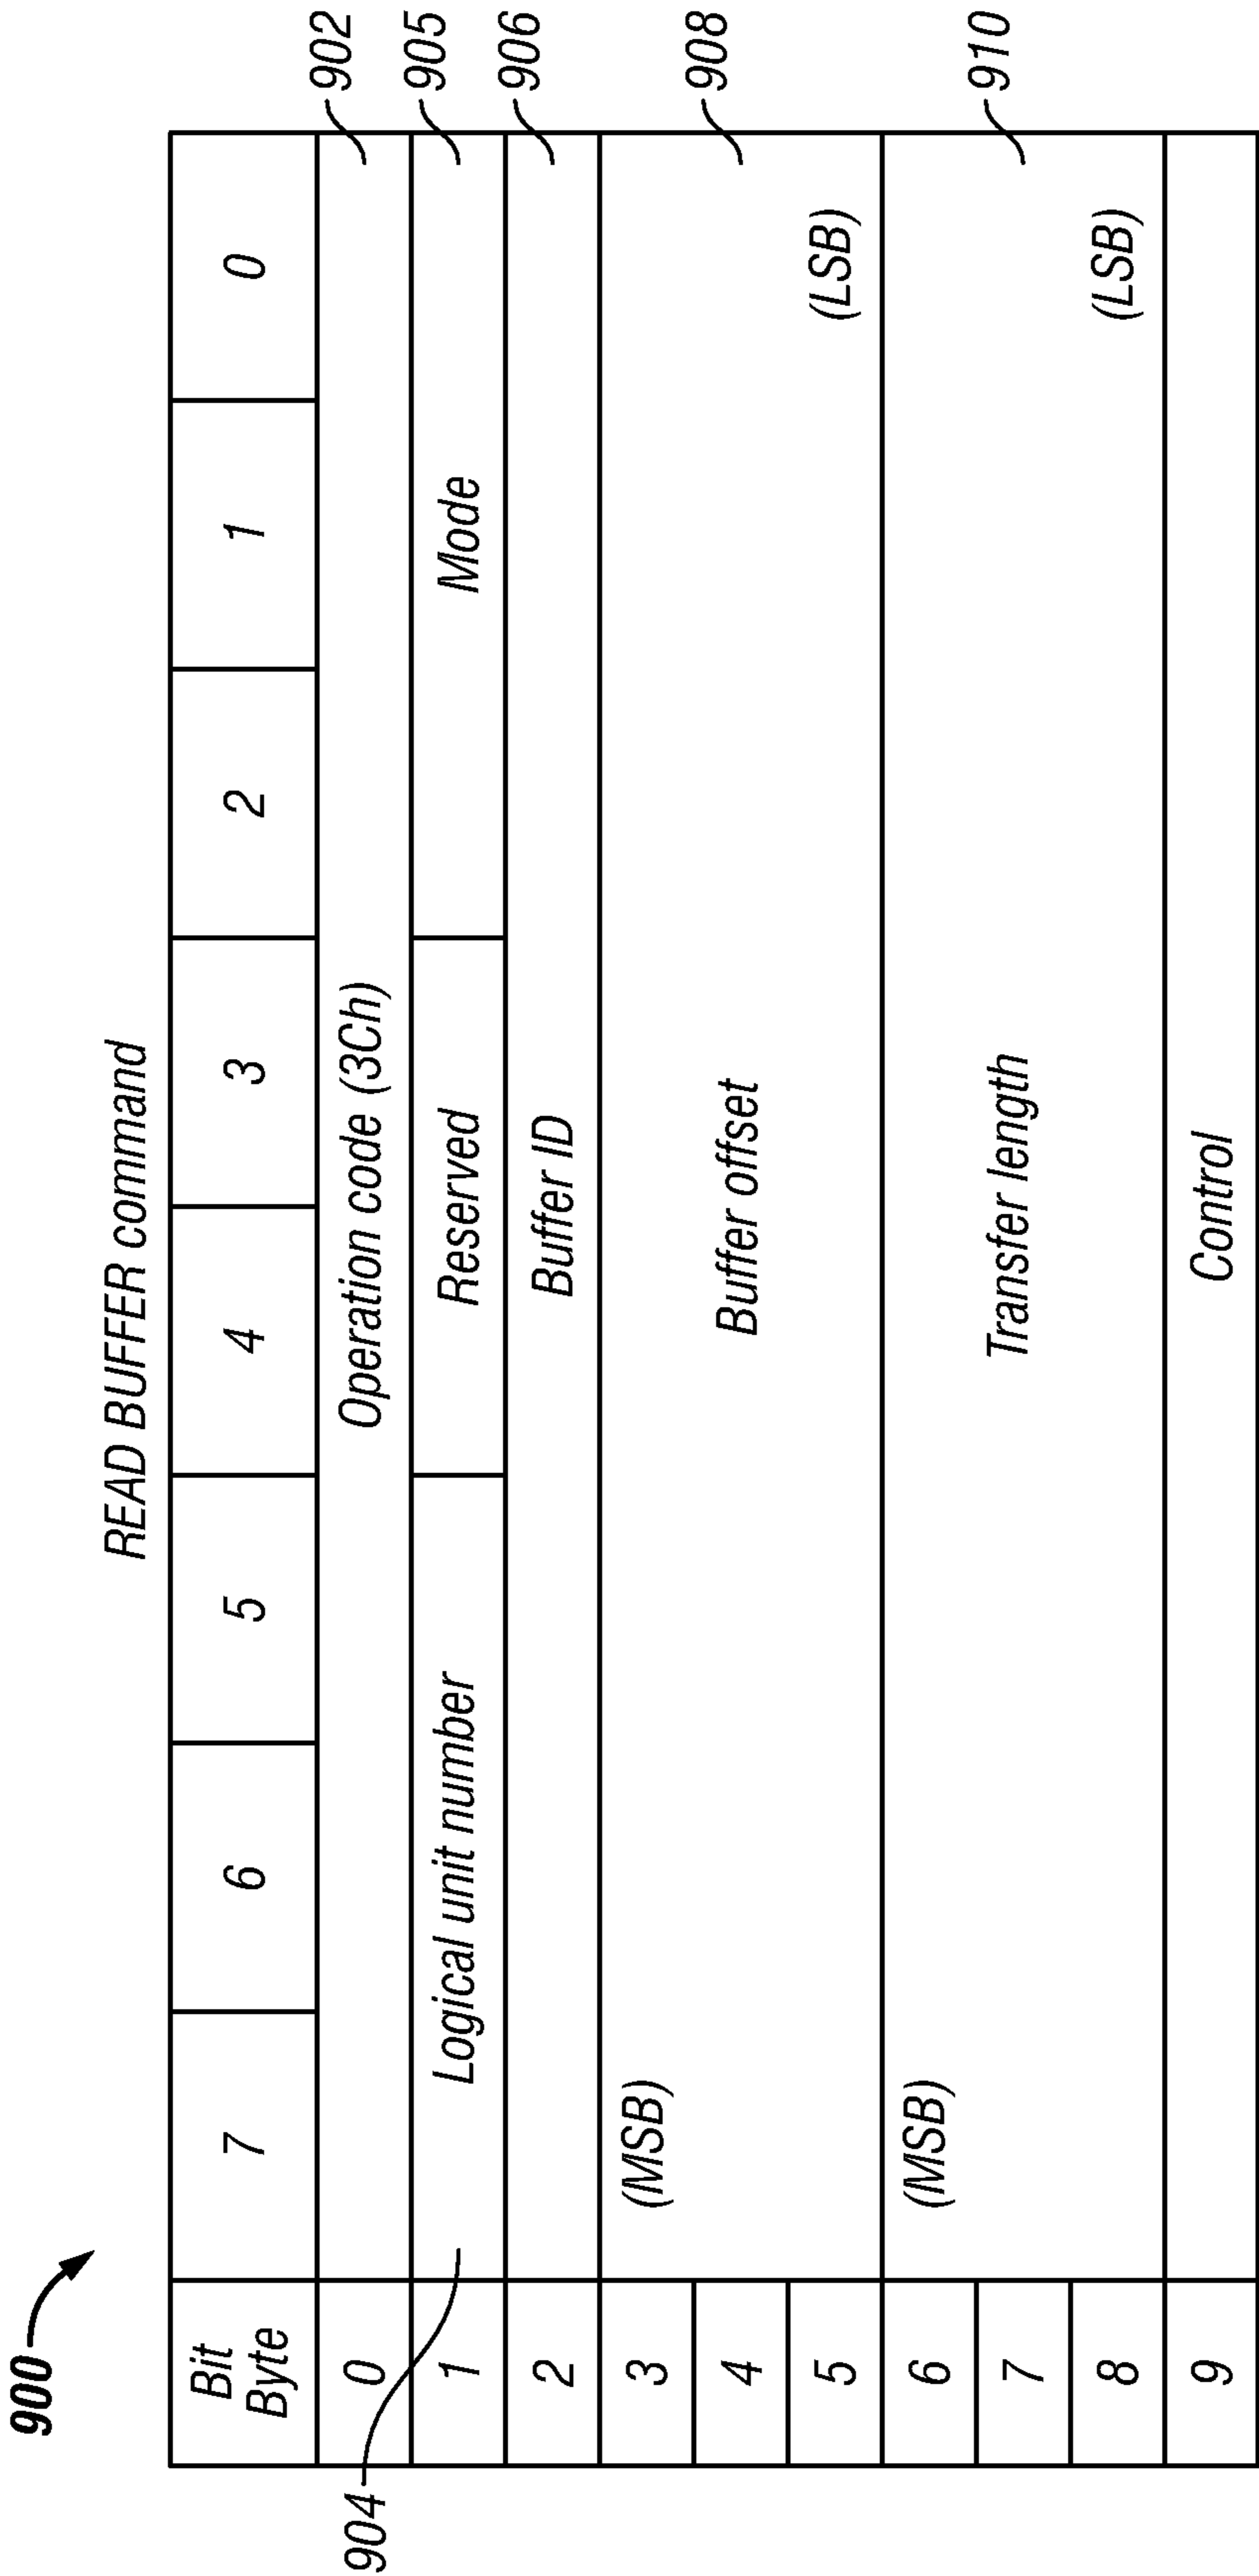 900
READ BUFFER command
Bit
Byte
7 6 5 4 3 2 1 0
0 Operation code (3Ch) 902
904
1 Logical unit number Reserved Mode 905
2 Buffer ID 906
3 (MSB)
4 Buffer offset 908
5 (LSB)
6 (MSB)
7 Transfer length 910
8 (LSB)
9 Control